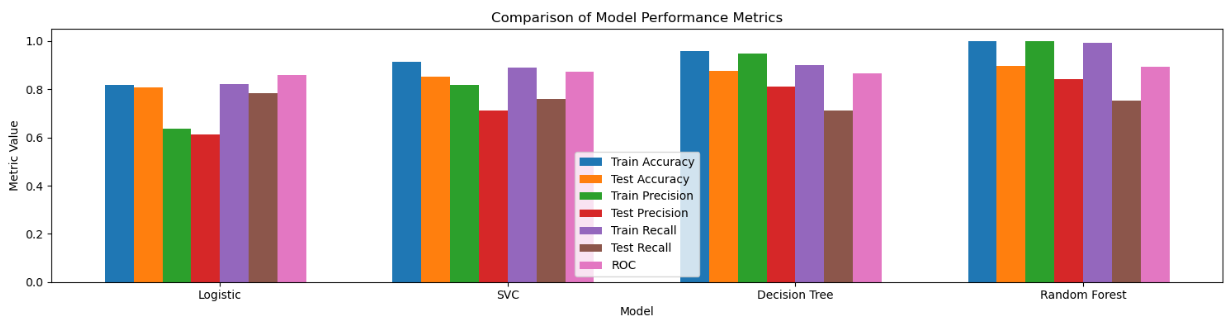 Comparison of Model Performance Metrics
Metric Value
1.0
0.8
0.6
0.4
0.2
0.0
Train Accuracy
Test Accuracy
Train Precision
Test Precision
Train Recall
Test Recall
ROC
Logistic
SVC
Decision Tree
Random Forest
Model